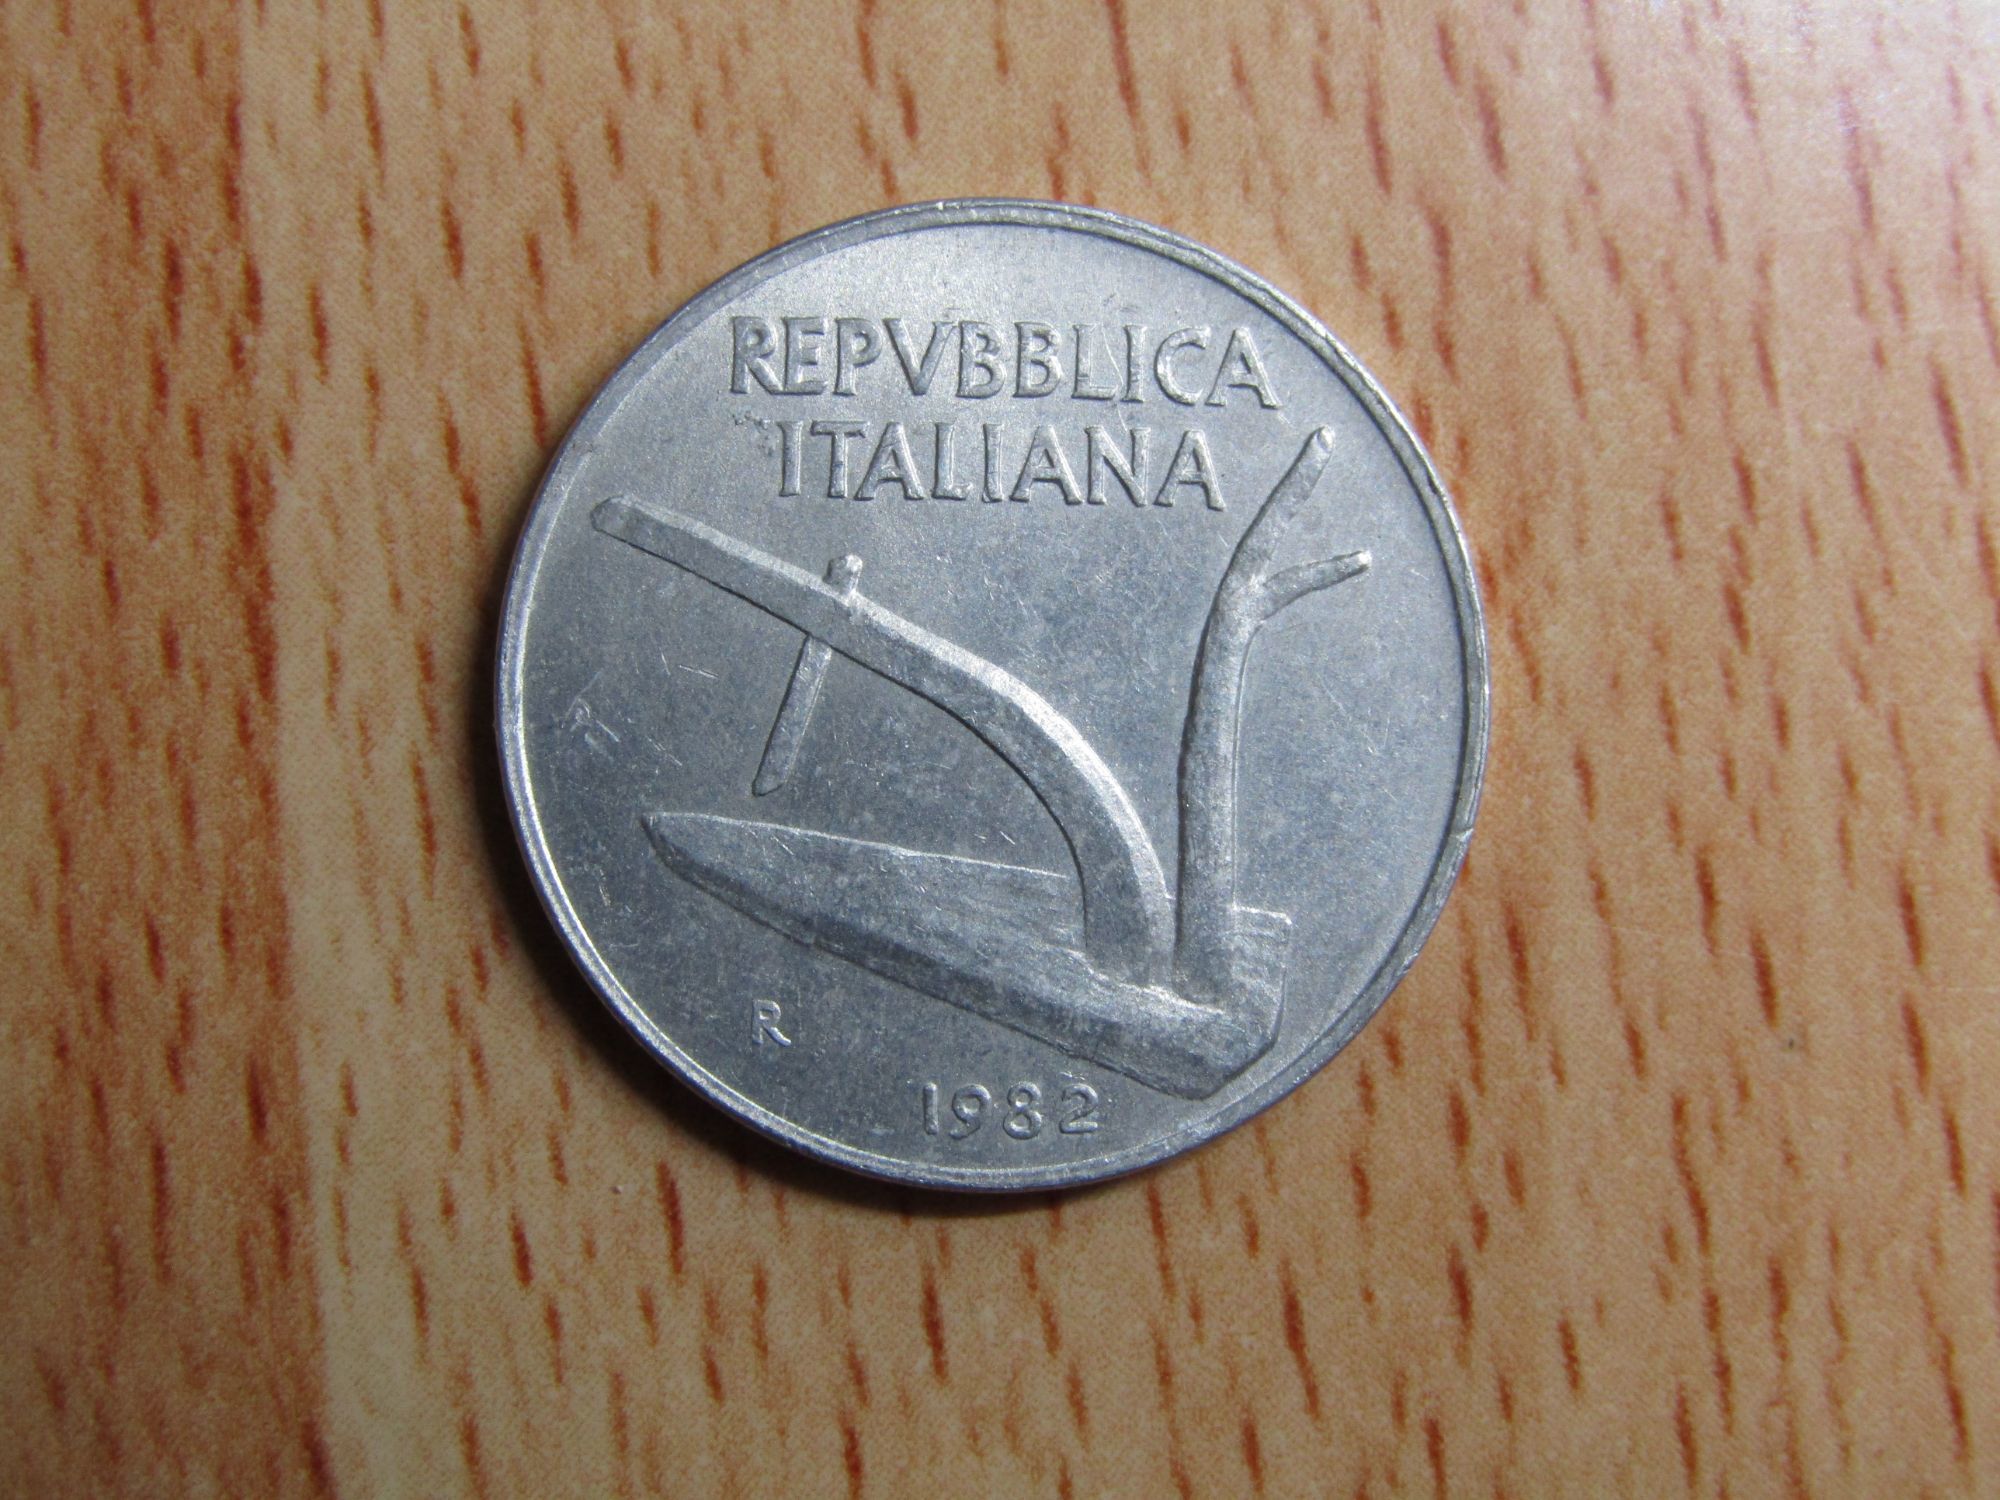 REPVBBLICA
ITALIANA
R
1982